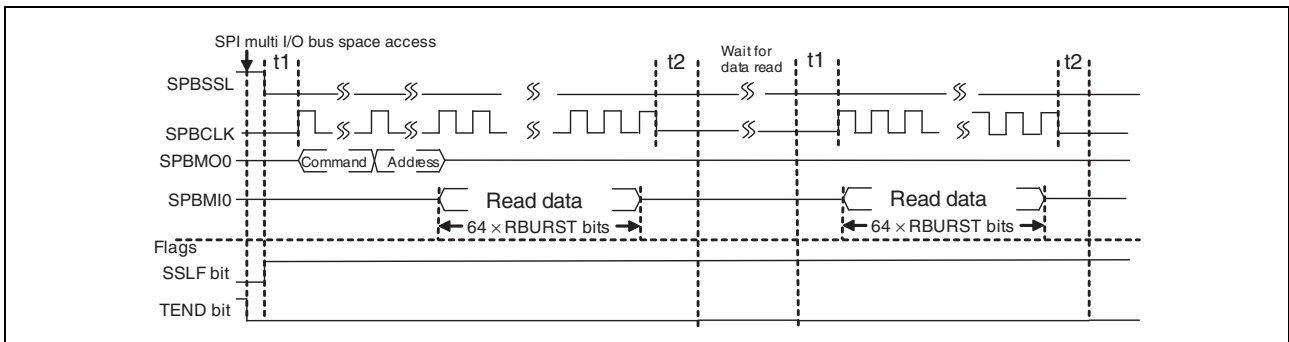 SPI multi I/O bus space access
t1
t2
Wait for
data read
t1
t2
SPBSSL
SPBCLK
SPBMO0
Command
Address
SPBMI0
Read data
Read data
64 × RBURST bits
64 × RBURST bits
Flags
SSLF bit
TEND bit